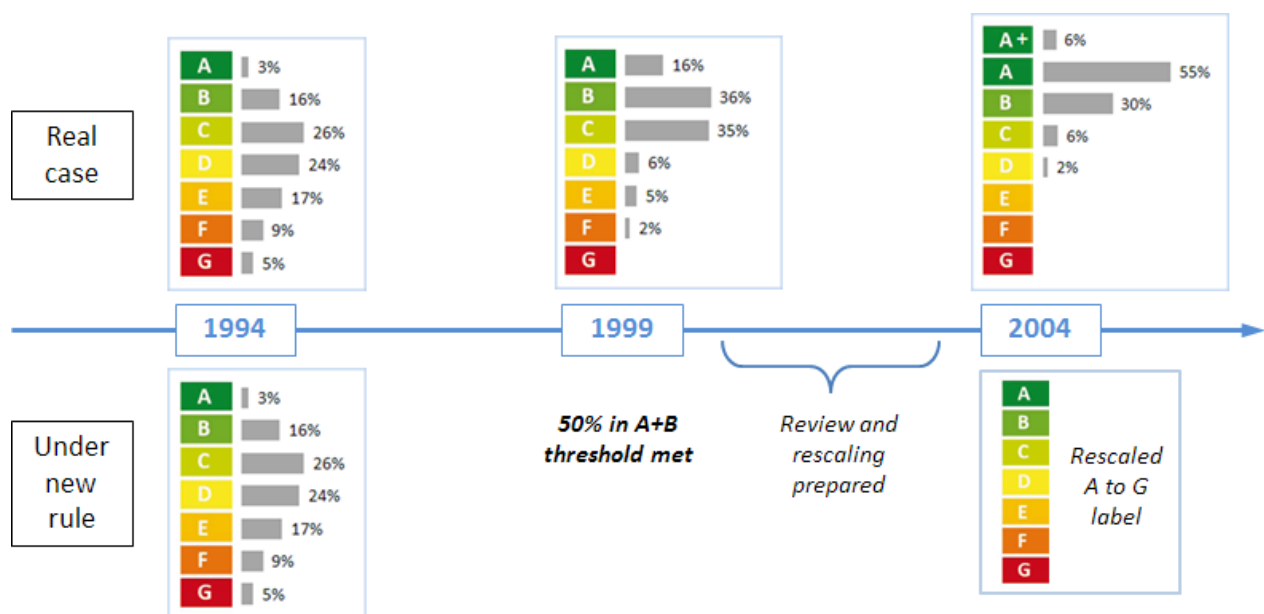 Real
case
A 3%
B 16%
C 26%
D 24%
E 17%
F 9%
G 5%
A 16%
B 36%
C 35%
D 6%
E 5%
F 2%
G
A+ 6%
A 55%
B 30%
C 6%
D 2%
E
F
G
1994
1999
2004
Under
new
rule
A 3%
B 16%
C 26%
D 24%
E 17%
F 9%
G 5%
50% in A+B
threshold met
Review and
rescaling
prepared
A
B
C
D
E
F
G
Rescaled
A to G
label